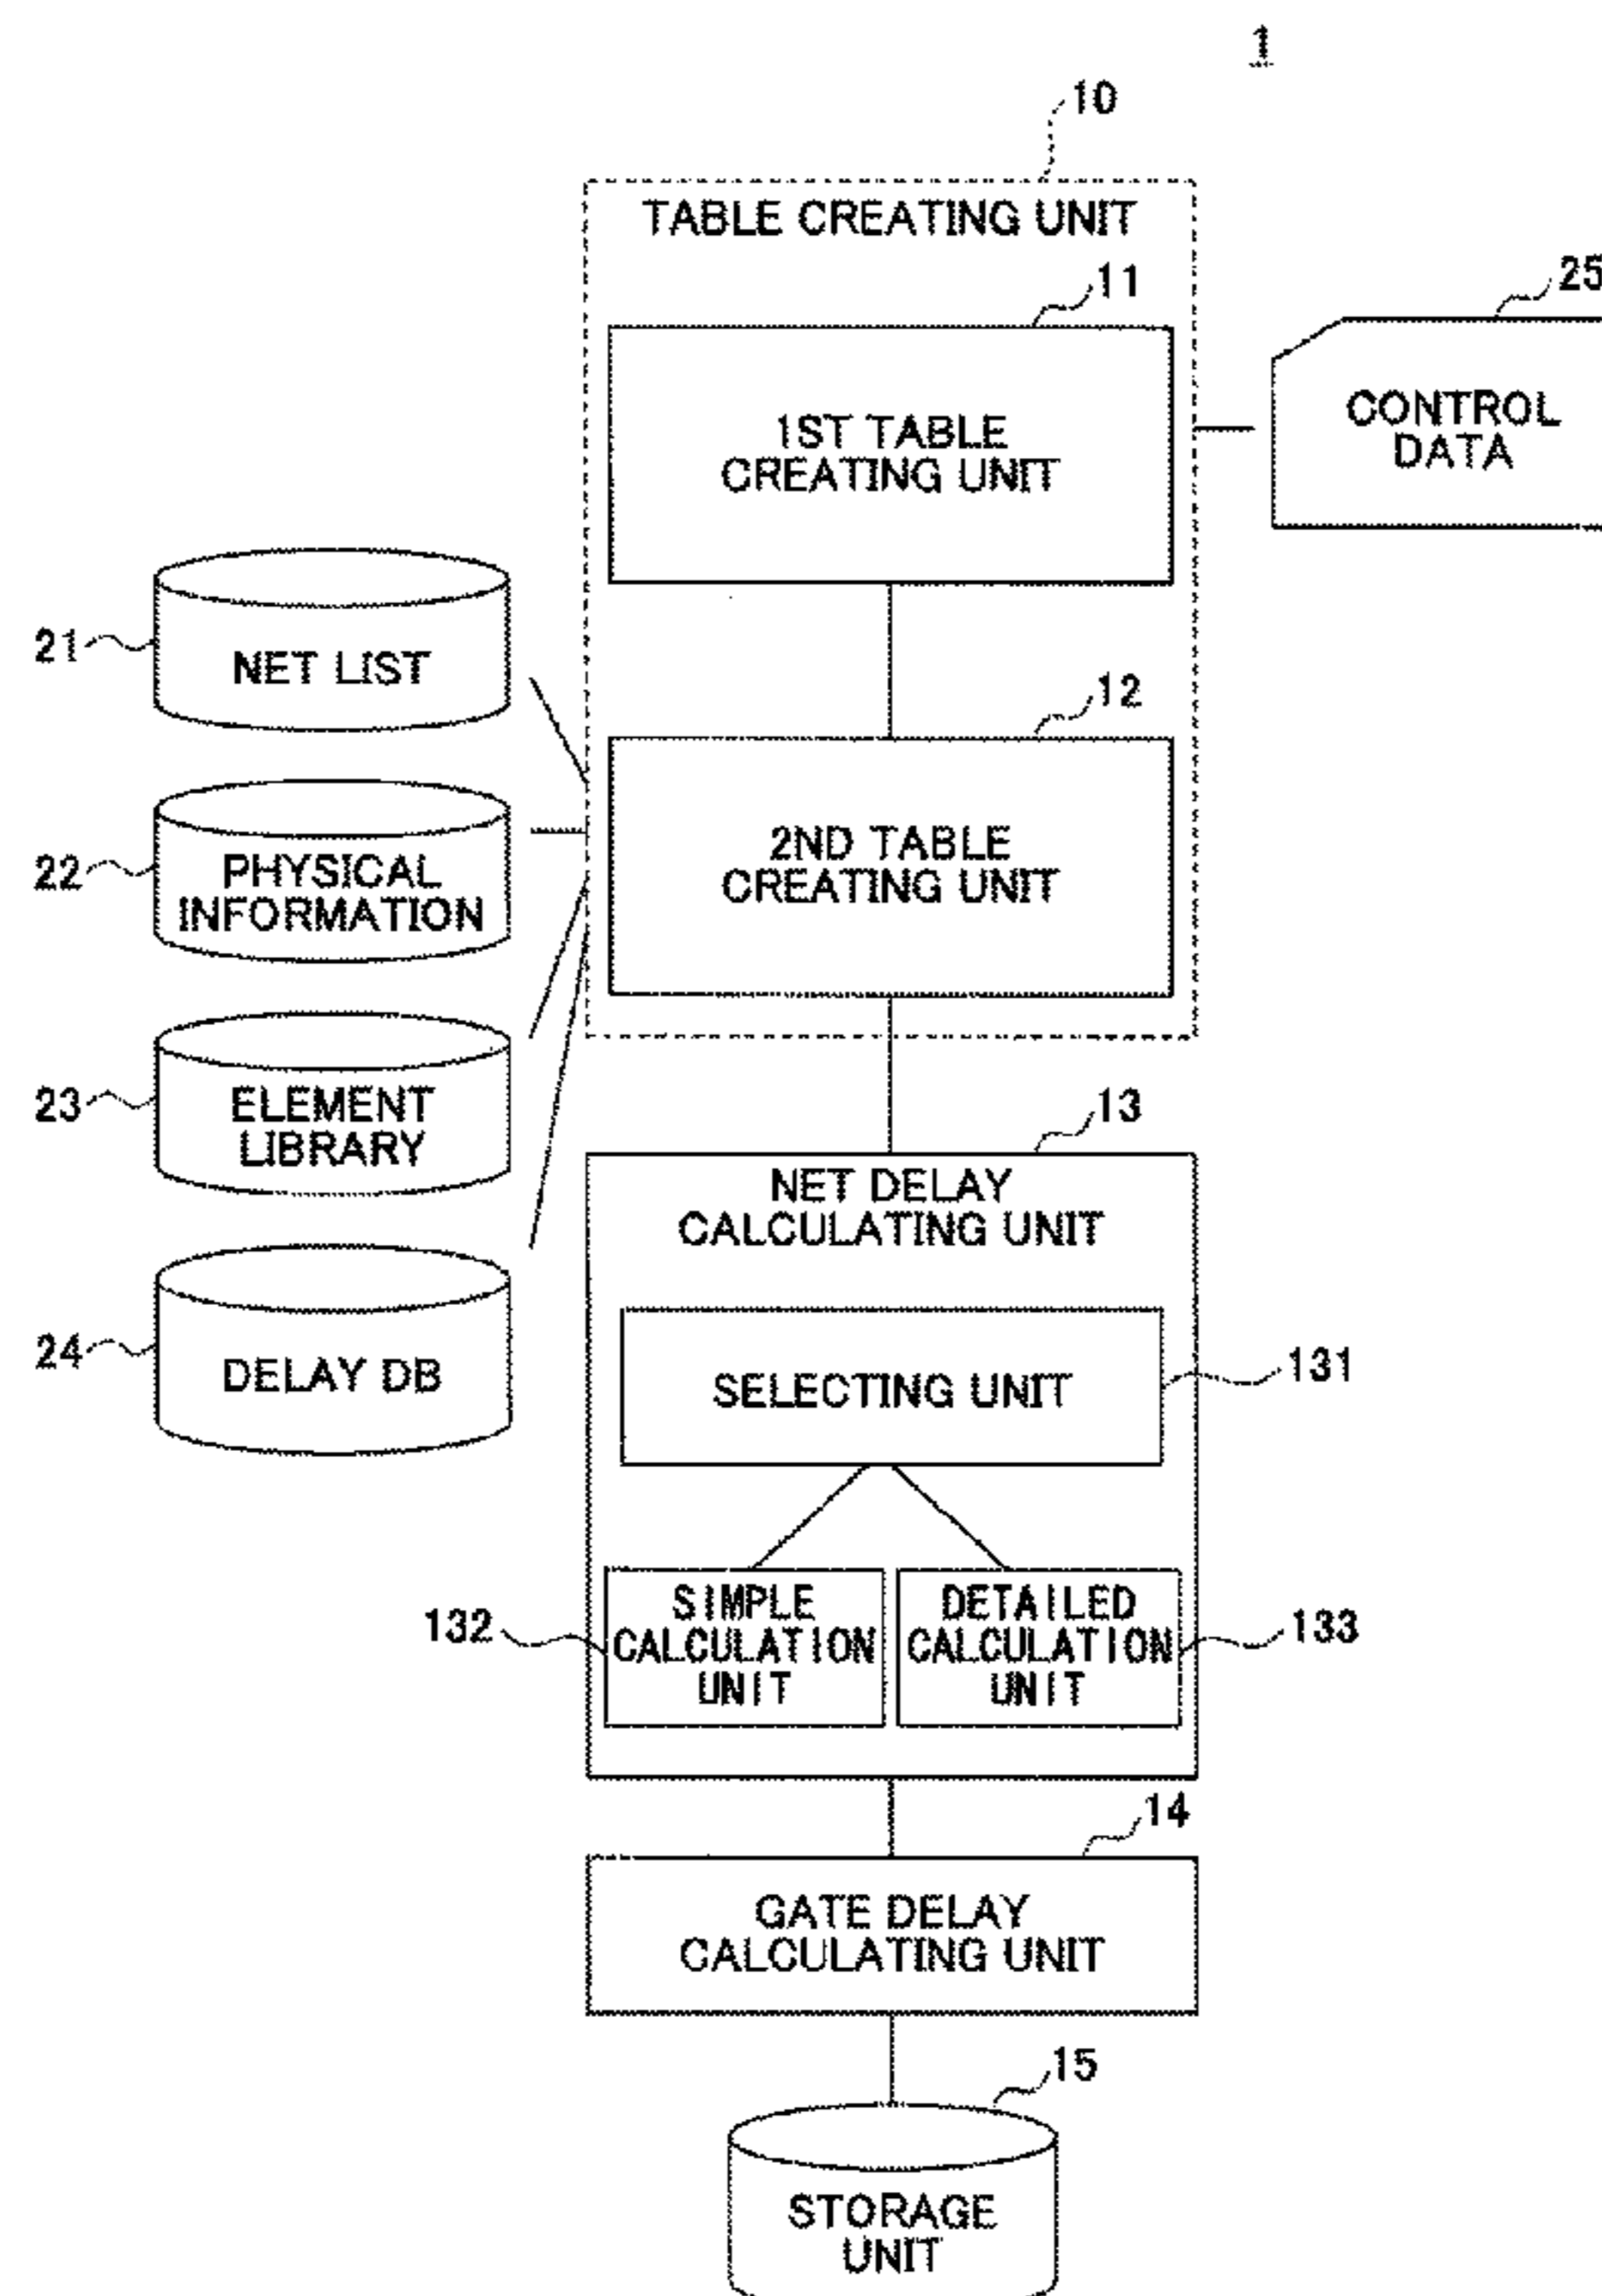 1
10
TABLE CREATING UNIT
11
25
1ST TABLE
CREATING UNIT
CONTROL
DATA
21
NET LIST
12
22
PHYSICAL
INFORMATION
2ND TABLE
CREATING UNIT
23
ELEMENT
LIBRARY
13
NET DELAY
CALCULATING UNIT
24
DELAY DB
SELECTING UNIT
131
132
SIMPLE
CALCULATION
UNIT
DETAILED
CALCULATION
UNIT
133
14
GATE DELAY
CALCULATING UNIT
15
STORAGE
UNIT